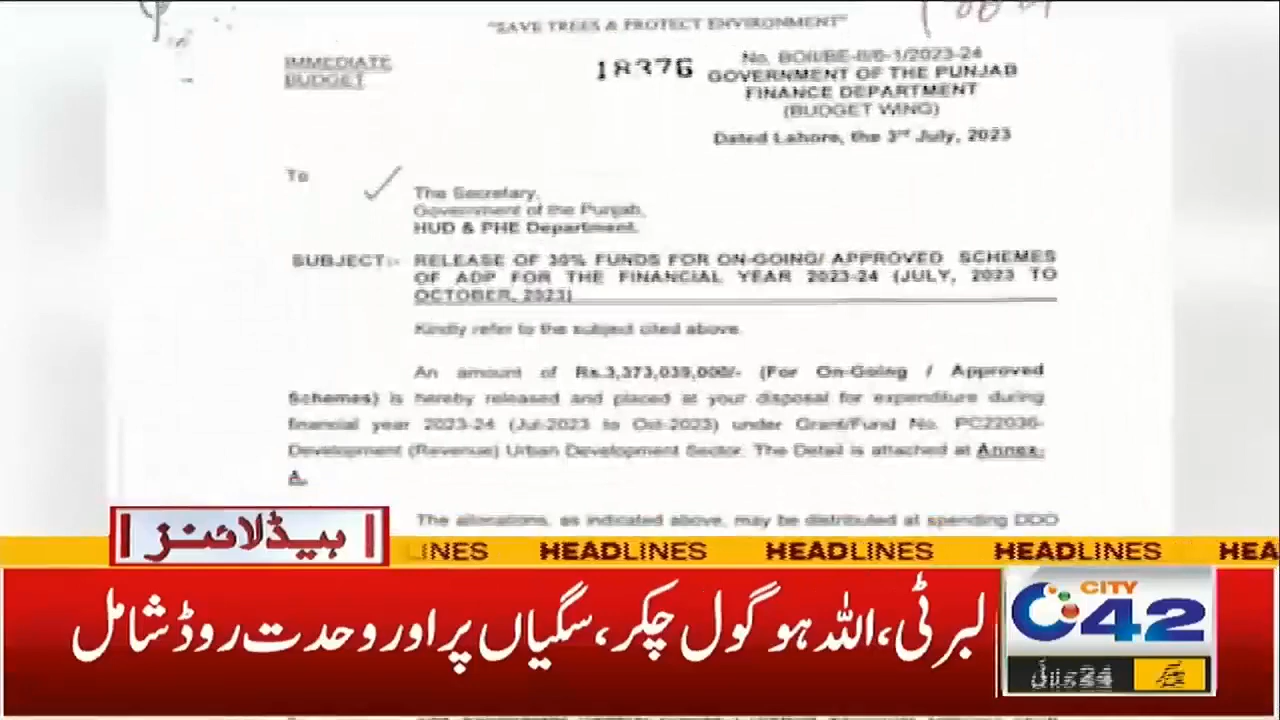 "SAVE TREES & PROTECT ENVIRONMENT"
IMMEDIATE
BUDGET
18376
No. BOII/BE-II/6-1/2023-24
GOVERNMENT OF THE PUNJAB
FINANCE DEPARTMENT
(BUDGET WING)
Dated Lahore, the 3rd July, 2023
To
The Secretary,
Government of the Punjab,
HUD & PHE Department.
SUBJECT:- RELEASE OF 30% FUNDS FOR ON-GOING/ APPROVED SCHEMES
OF ADP FOR THE FINANCIAL YEAR 2023-24 (JULY, 2023 TO
OCTOBER, 2023)
Kindly refer to the subject cited above.
An amount of Rs.3,373,039,000/- (For On-Going / Approved
Schemes) is hereby released and placed at your disposal for expenditure during
financial year 2023-24 (Jul-2023 to Oct-2023) under Grant/Fund No. PC22036-
Development (Revenue) Urban Development Sector. The Detail is attached at Annex-
A.
The allocations, as indicated above, may be distributed at spending DDO
ہیڈلائنز
LINES HEADLINES HEADLINES HEADLINES HEA
لبرٹی، اللہ ہو گول چکر، سگیاں پر اور وحدت روڈ شامل
CITY
42